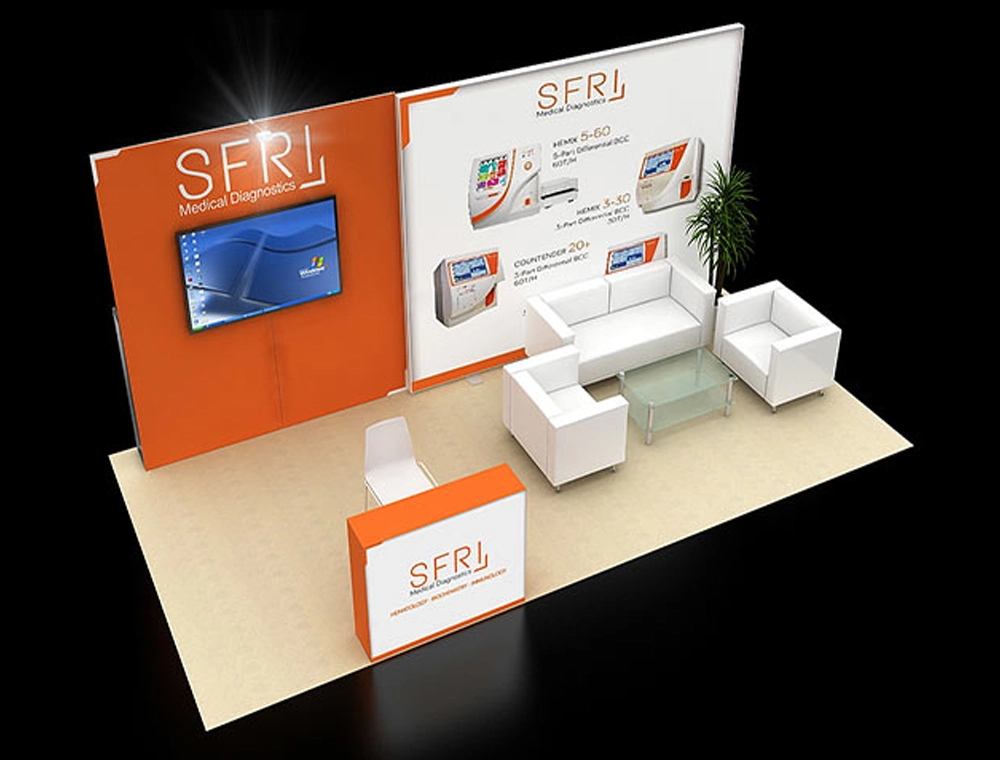 SFRI
Medical Diagnostics
Windows
SFRI
Medical Diagnostics
HEMIX 5-60
5-Part Differential BCC
60T/H
HEMIX 3-30
3-Part Differential BCC
30T/H
COUNTENDER 20+
3-Part Differential BCC
60T/H
SFRI
Medical Diagnostics
HEMATOLOGY - BIOCHEMISTRY - IMMUNOLOGY